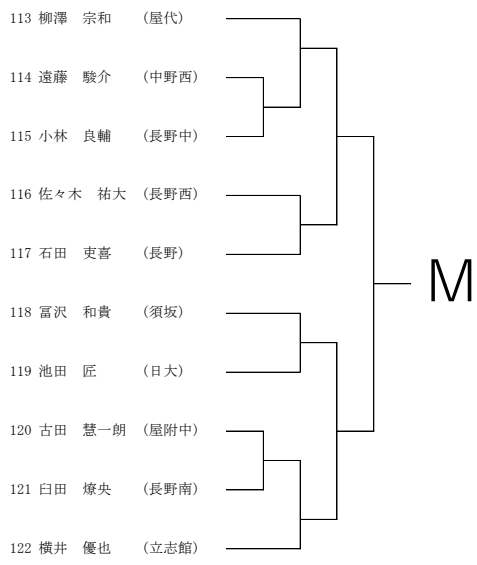 113 柳澤　宗和　（屋代）
114 遠藤　駿介　（中野西）
115 小林　良輔　（長野中）
116 佐々木　祐大　（長野西）
117 石田　吏喜　（長野）
118 冨沢　和貴　（須坂）
119 池田　匠　（日大）
120 古田　慧一朗　（屋附中）
121 臼田　燎央　（長野南）
122 横井　優也　（立志館）
M